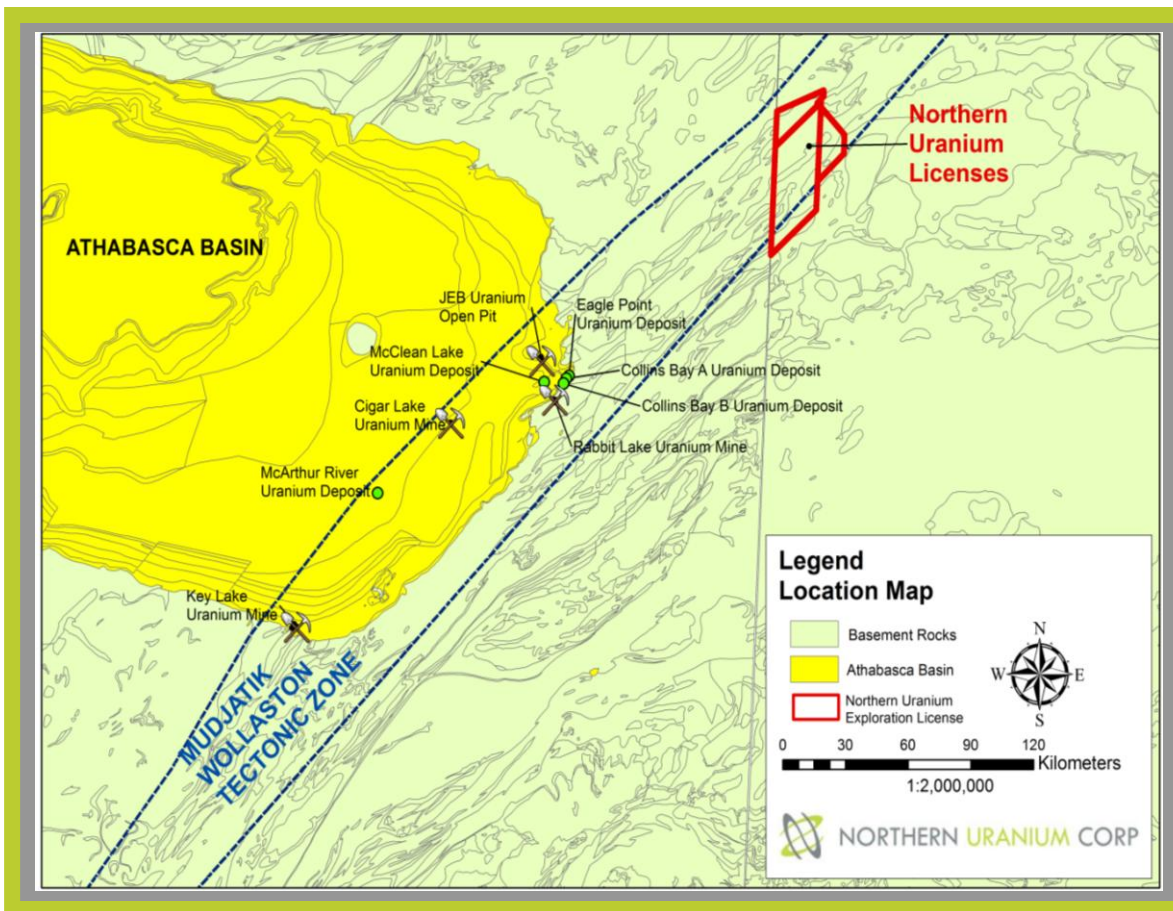 Northern
Uranium
Licenses
ATHABASCA BASIN
JEB Uranium
Open Pit
Eagle Point
Uranium Deposit
McClean Lake
Uranium Deposit
Collins Bay A Uranium Deposit
Cigar Lake
Uranium Mine
Collins Bay B Uranium Deposit
Rabbit Lake Uranium Mine
McArthur River
Uranium Deposit
Key Lake
Uranium Mine
MUDJATIK
WOLLASTON
TECTONIC ZONE
Legend
Location Map
Basement Rocks
Athabasca Basin
Northern Uranium
Exploration License
N
W E
S
0 30 60 90 120
Kilometers
1:2,000,000
NORTHERN URANIUM CORP